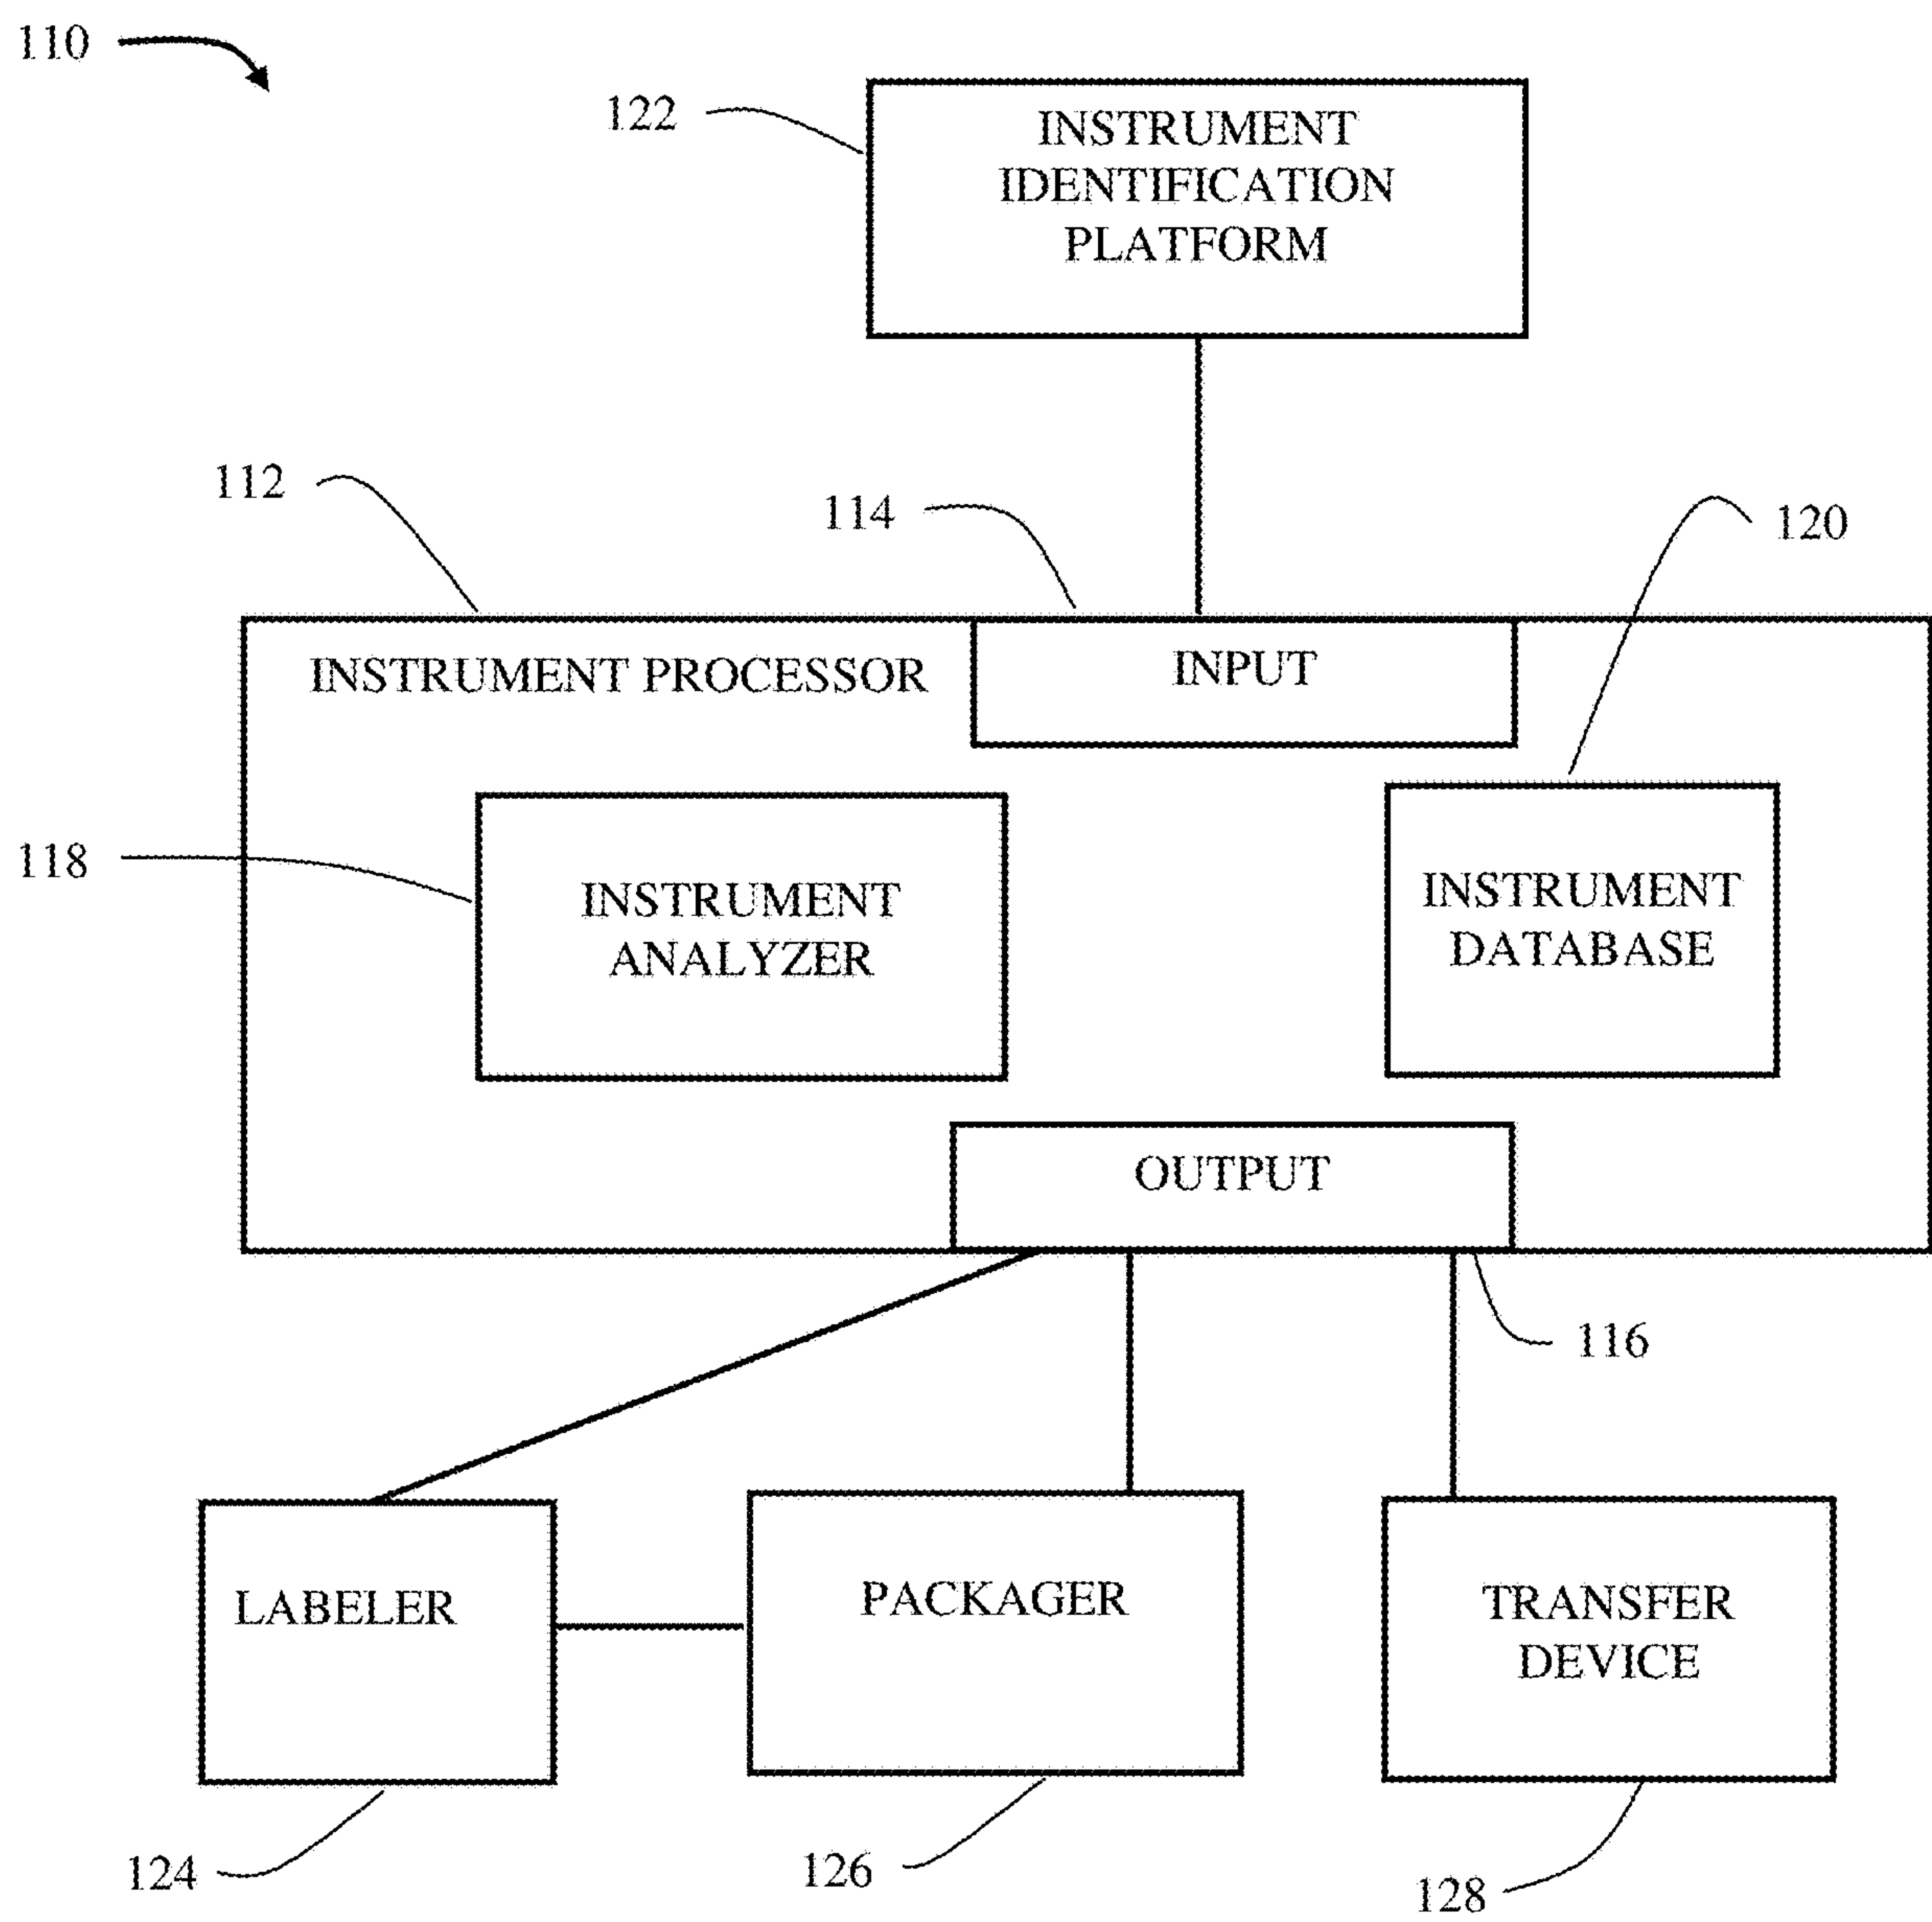 110
122
INSTRUMENT
IDENTIFICATION
PLATFORM
112
114
120
INSTRUMENT PROCESSOR
INPUT
118
INSTRUMENT
ANALYZER
INSTRUMENT
DATABASE
OUTPUT
116
LABELER
PACKAGER
TRANSFER
DEVICE
124
126
128